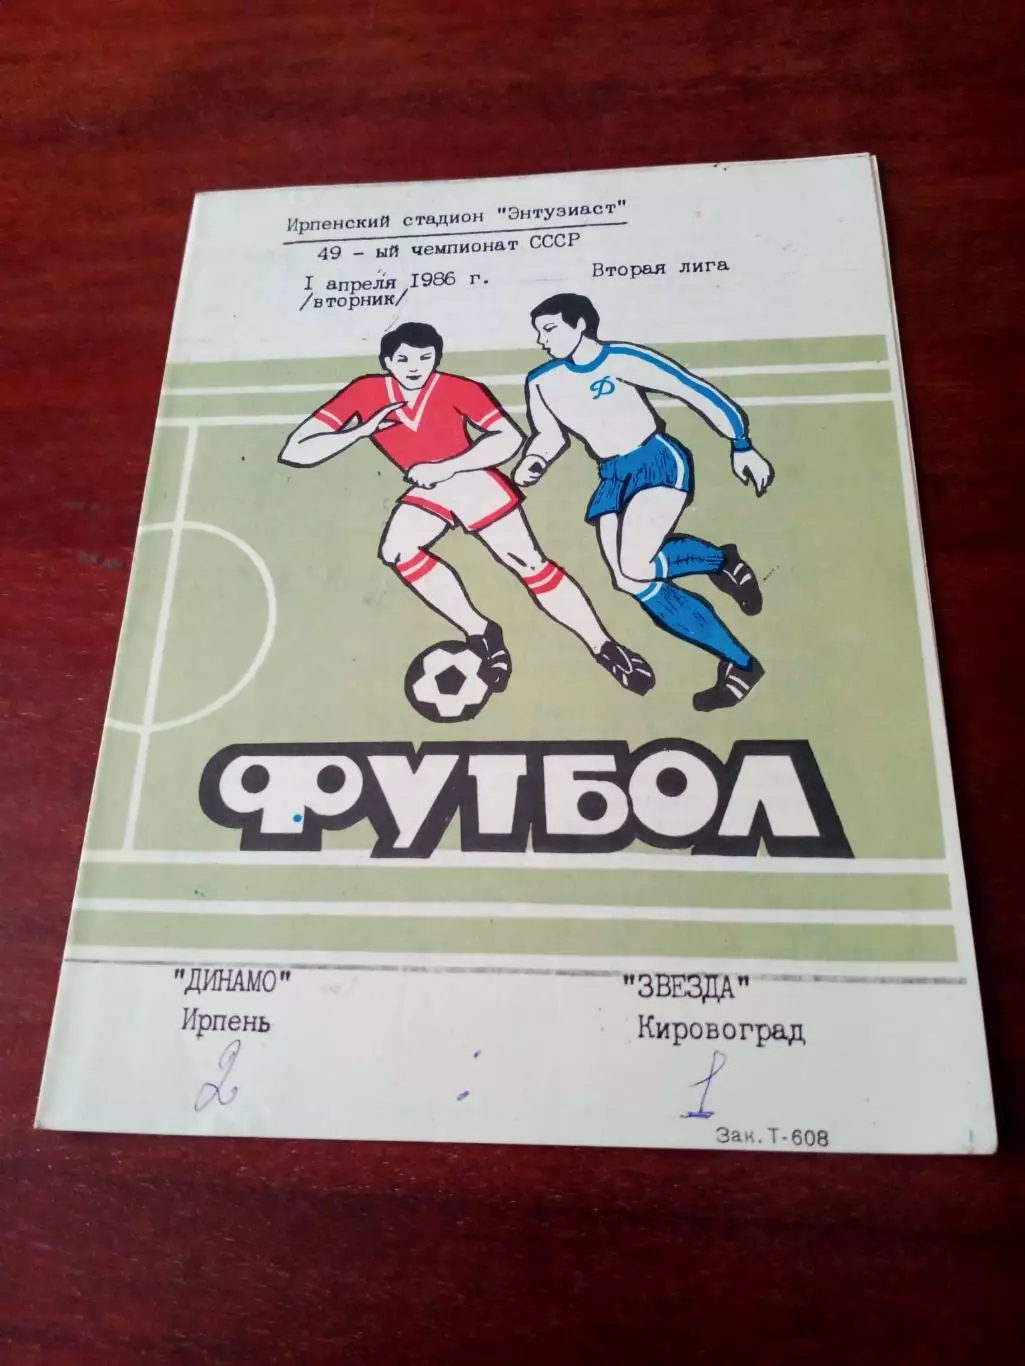 Ирпенский стадион "Энтузиаст"
49 - ый чемпионат СССР
I апреля 1986 г. Вторая лига
/вторник/
Д
ФУТБОЛ
"ДИНАМО" "ЗВЕЗДА"
Ирпень Кировоград
2 : 1
Зак. Т-608